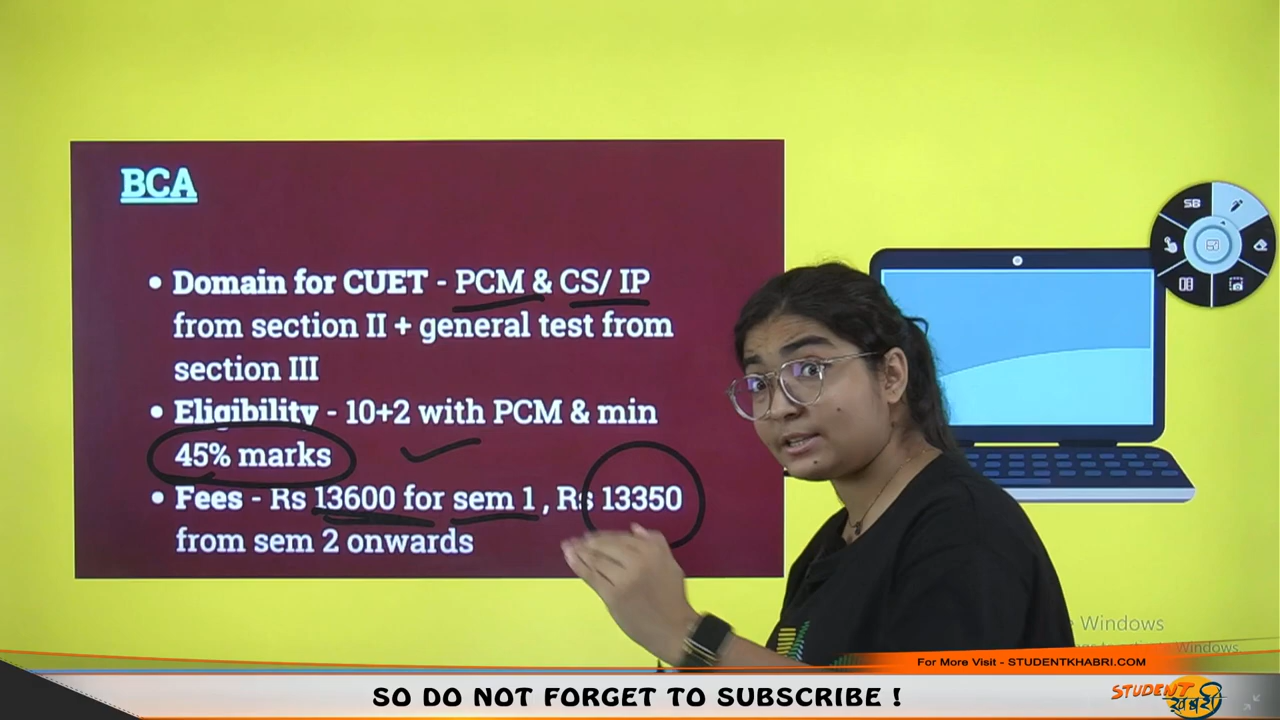 BCA
• Domain for CUET - PCM & CS/ IP
from section II + general test from
section III
• Eligibility - 10+2 with PCM & min
45% marks
• Fees - Rs 13600 for sem 1 , Rs 13350
from sem 2 onwards
SB
Windows
Windows
For More Visit - STUDENTKHABRI.COM
SO DO NOT FORGET TO SUBSCRIBE !
STUDENT
खबरी